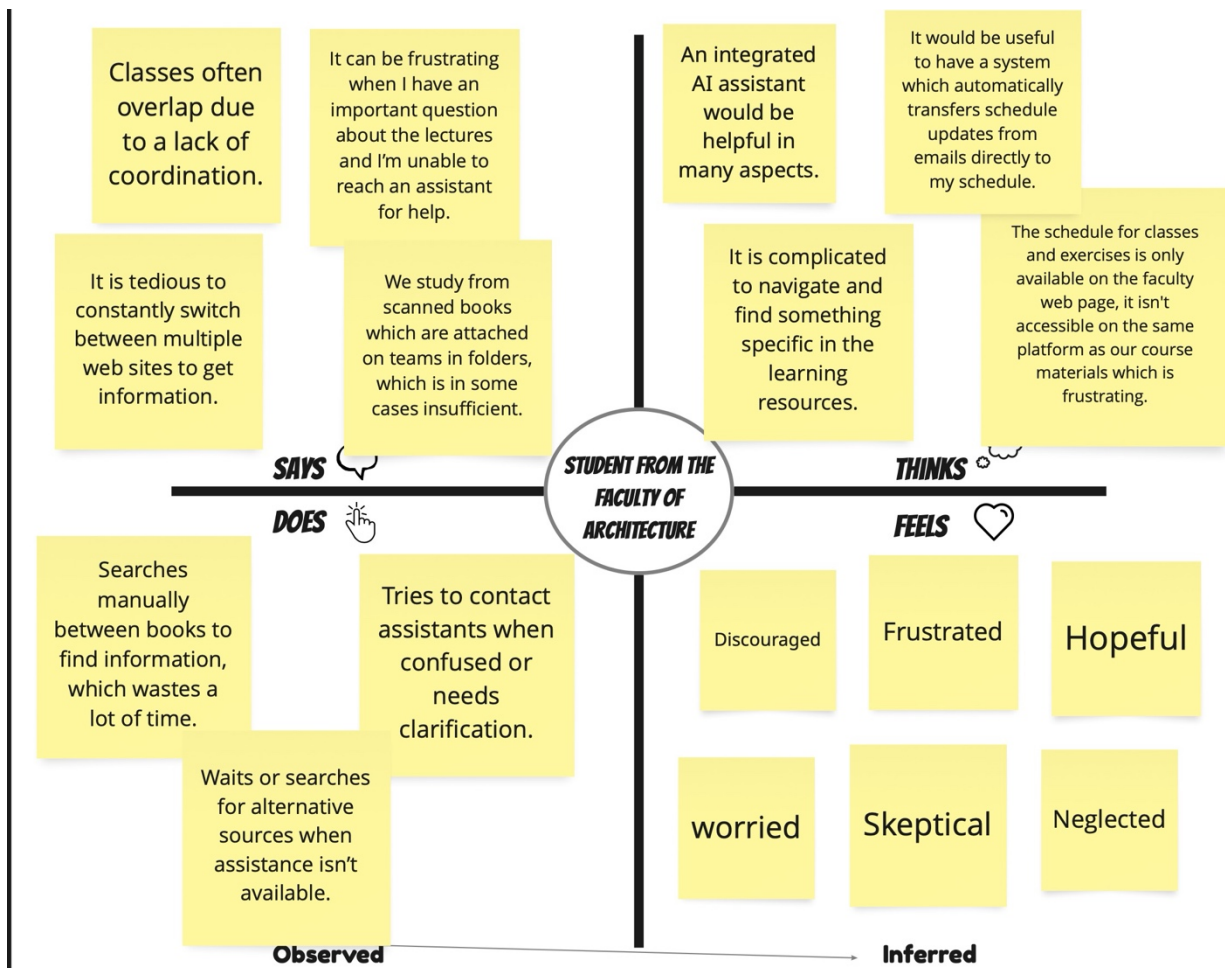 Classes often
overlap due
to a lack of
coordination.
It can be frustrating
when I have an
important question
about the lectures
and I'm unable to
reach an assistant
for help.
It is tedious to
constantly switch
between multiple
web sites to get
information.
We study from
scanned books
which are attached
on teams in folders,
which is in some
cases insufficient.
An integrated
AI assistant
would be
helpful in
many aspects.
It would be useful
to have a system
which automatically
transfers schedule
updates from
emails directly to
my schedule.
It is complicated
to navigate and
find something
specific in the
learning
resources.
The schedule for classes
and exercises is only
available on the faculty
web page, it isn't
accessible on the same
platform as our course
materials which is
frustrating.
SAYS
THINKS
STUDENT FROM THE
FACULTY OF
ARCHITECTURE
DOES
FEELS
Searches
manually
between books to
find information,
which wastes a
lot of time.
Tries to contact
assistants when
confused or
needs
clarification.
Waits or searches
for alternative
sources when
assistance isn't
available.
Discouraged
Frustrated
Hopeful
worried
Skeptical
Neglected
Observed
Inferred